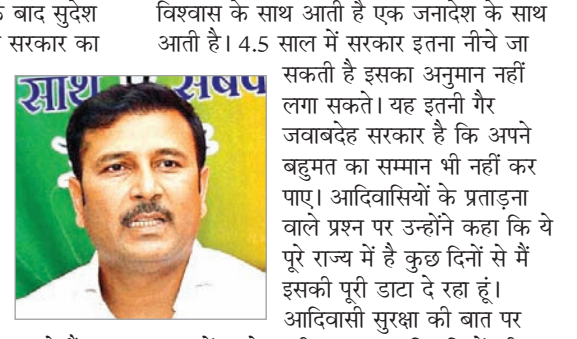 के बाद सुदेश
सरकार का
विश्वास के साथ आती है एक जनादेश के साथ
आती है। 4.5 साल में सरकार इतना नीचे जा
सकती है इसका अनुमान नहीं
लगा सकते। यह इतनी गैर
जवाबदेह सरकार है कि अपने
बहुमत का सम्मान भी नहीं कर
पाए। आदिवासियों के प्रताड़ना
वाले प्रश्न पर उन्होंने कहा कि ये
पूरे राज्य में है कुछ दिनों से मैं
इसकी पूरी डाटा दे रहा हूं।
आदिवासी सुरक्षा की बात पर